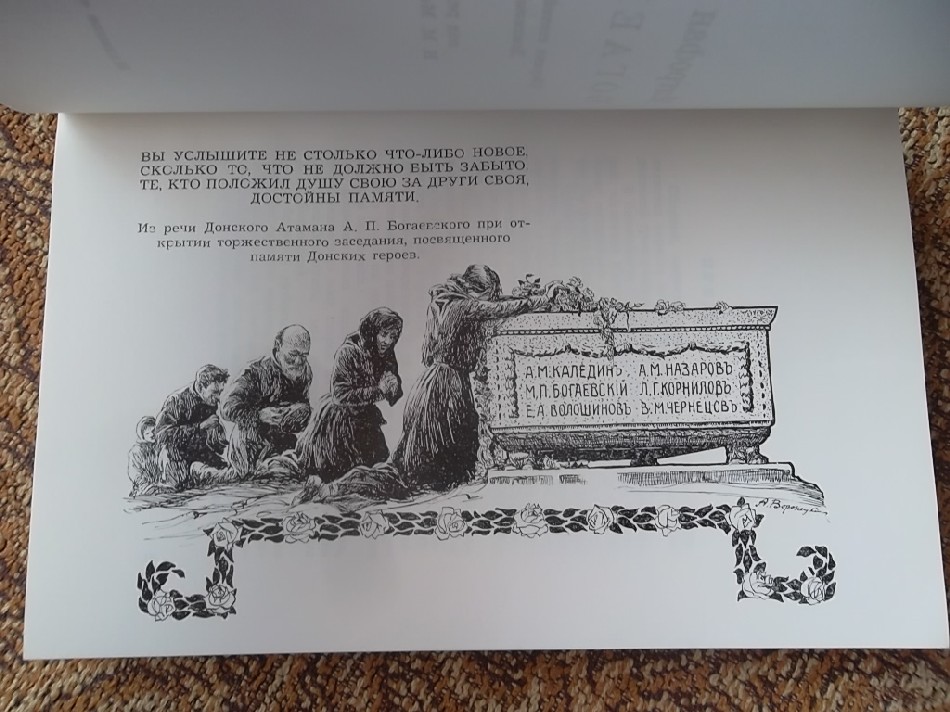 ВЫ УСЛЫШИТЕ НЕ СТОЛЬКО ЧТО-ЛИБО НОВОЕ,
СКОЛЬКО ТО, ЧТО НЕ ДОЛЖНО БЫТЬ ЗАБЫТО
ТЕ, КТО ПОЛОЖИЛ ДУШУ СВОЮ ЗА ДРУГИ СВОЯ,
ДОСТОЙНЫ ПАМЯТИ.
Из речи Донского Атамана А. П. Богаевского при от-
крытии торжественного заседания, посвященного
памяти Донских героев.
А.М.КАЛЕДИНЪ А.М.НАЗАРОВЪ
М.П.БОГАЕВСКІЙ Л.Г.КОРНИЛОВЪ
Е.А.ВОЛОШИНОВЪ В.М.ЧЕРНЕЦОВЪ